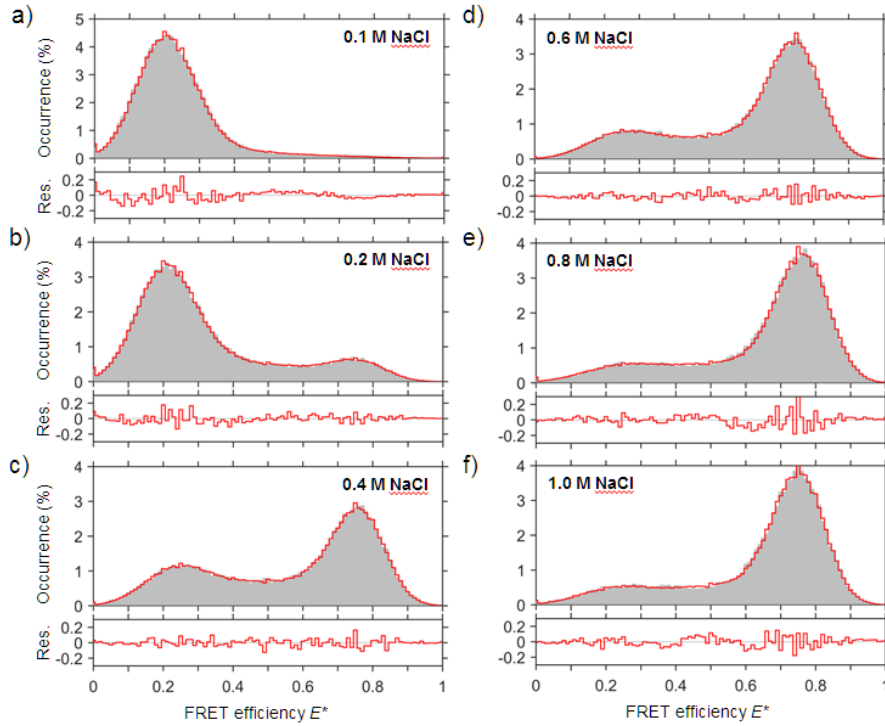 a)
0.1 M NaCl
Occurrence (%)
5
4
3
2
1
0
Res.
0.2
0
-0.2
b)
0.2 M NaCl
Occurrence (%)
4
3
2
1
0
Res.
0.2
0
-0.2
c)
0.4 M NaCl
Occurrence (%)
4
3
2
1
0
Res.
0.2
0
-0.2
0 0.2 0.4 0.6 0.8 1
FRET efficiency E*
d)
0.6 M NaCl
4
3
2
1
0
0.2
0
-0.2
e)
0.8 M NaCl
4
3
2
1
0
0.2
0
-0.2
f)
1.0 M NaCl
4
3
2
1
0
0.2
0
-0.2
0 0.2 0.4 0.6 0.8 1
FRET efficiency E*